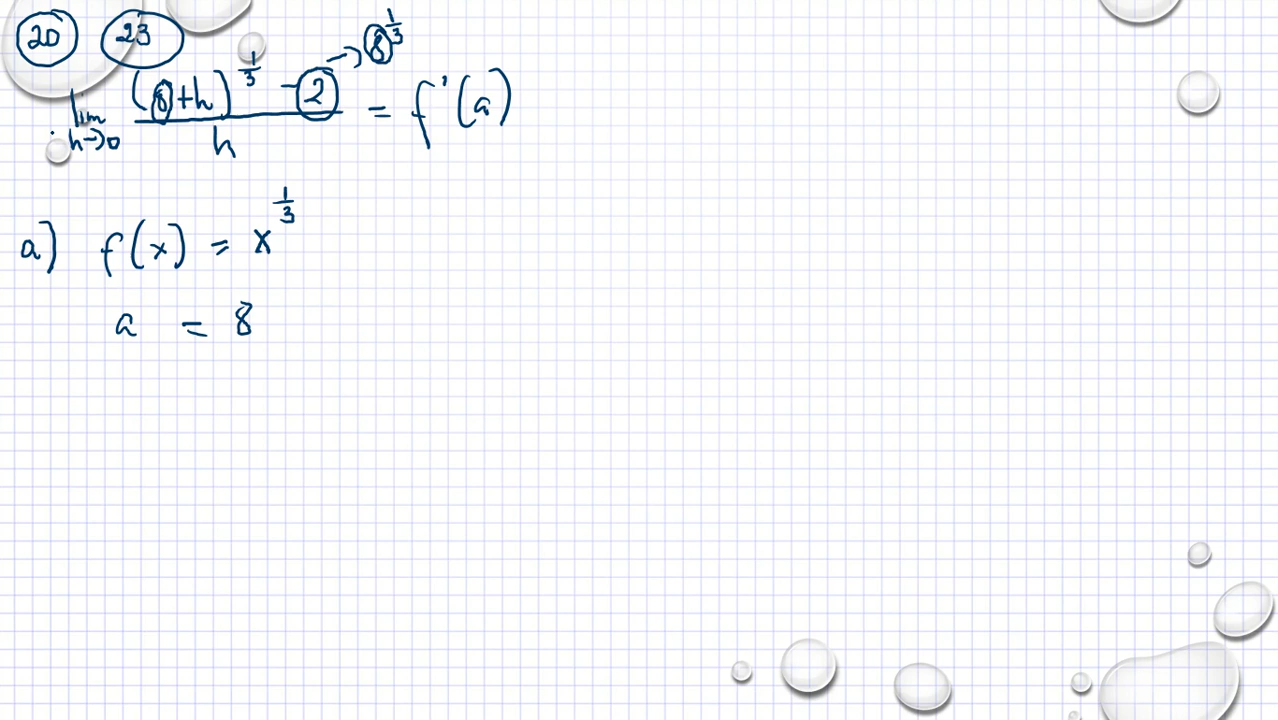 20 23
lim h→0 ((8+h)^{1/3} - 2)/h = f'(a)
→ 8^{1/3}
a) f(x) = x^{1/3}
a = 8